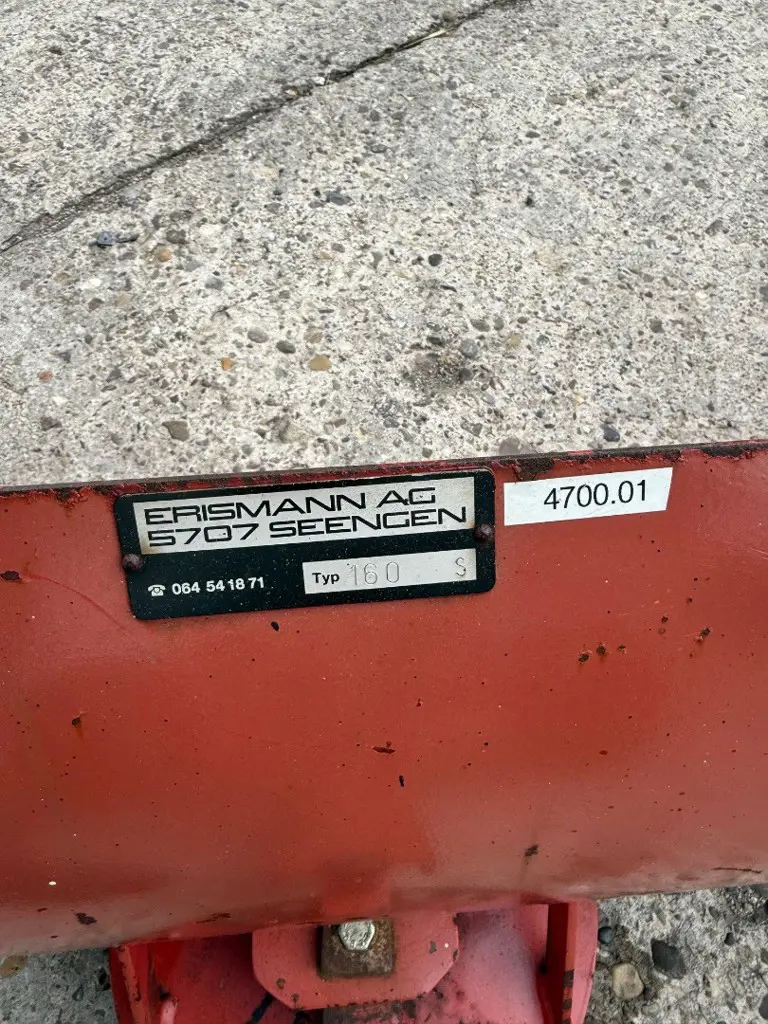 ERISMANN AG
5707 SEENGEN
☎ 064 54 18 71
Typ 160 S
4700.01